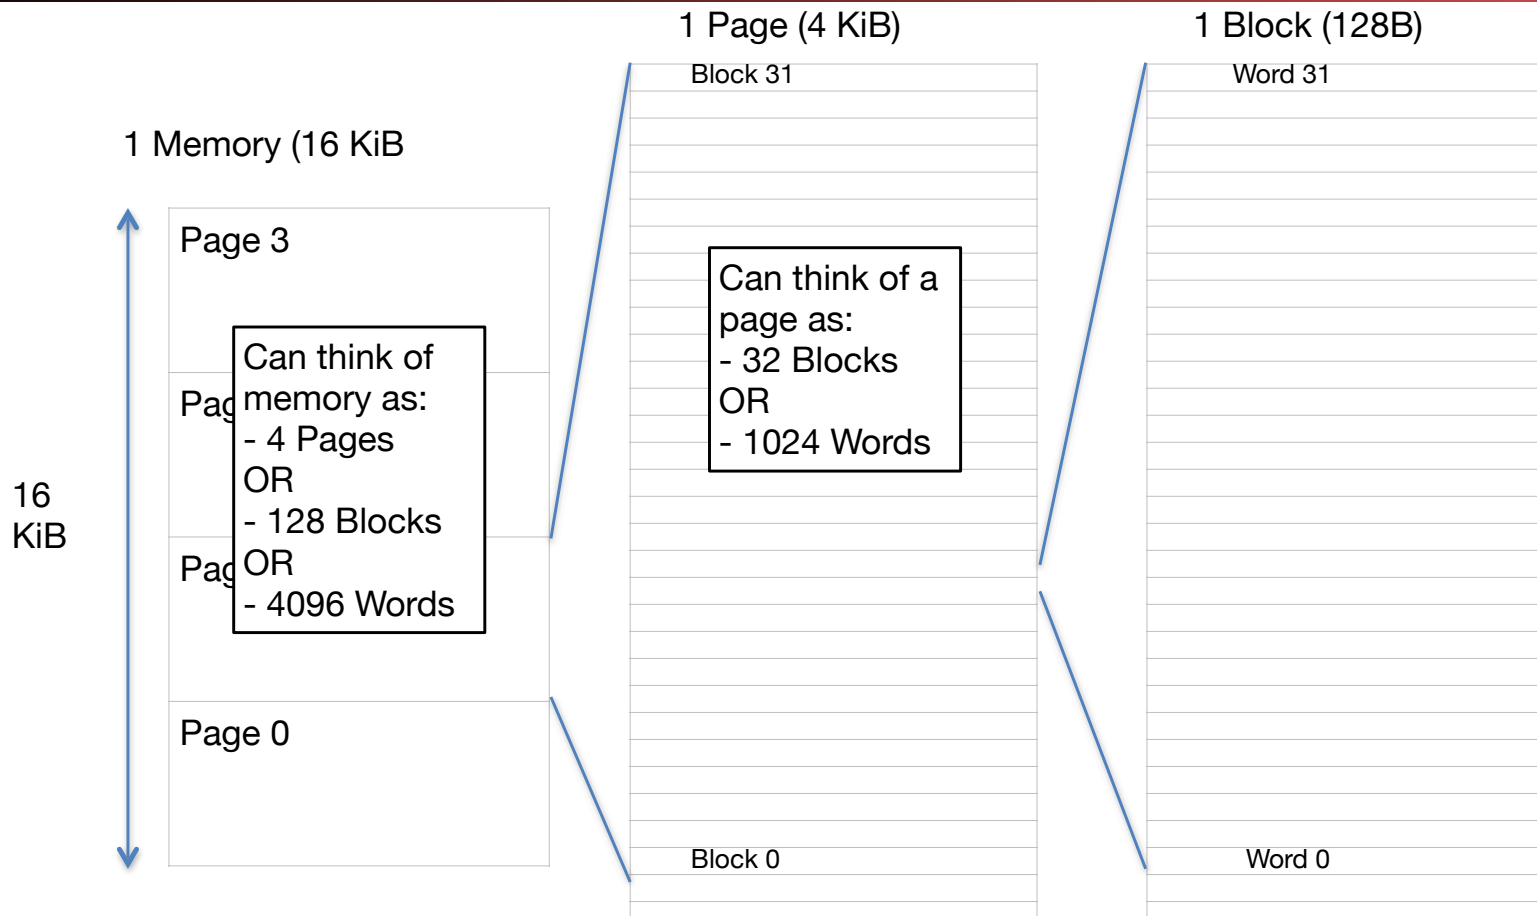 1 Memory (16 KiB
16
KiB
Page 3
Pag
Pag
Page 0
Can think of
memory as:
- 4 Pages
OR
- 128 Blocks
OR
- 4096 Words
1 Page (4 KiB)
Block 31
Can think of a
page as:
- 32 Blocks
OR
- 1024 Words
Block 0
1 Block (128B)
Word 31
Word 0